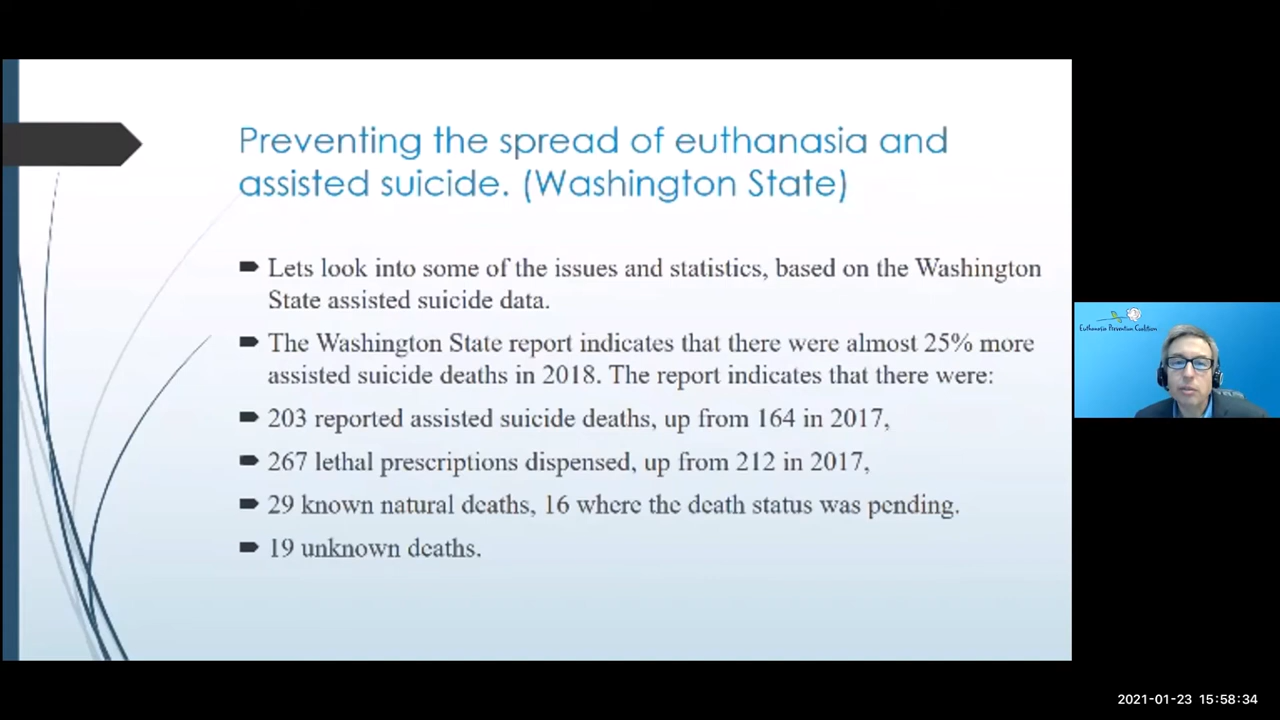 Preventing the spread of euthanasia and
assisted suicide. (Washington State)
Lets look into some of the issues and statistics, based on the Washington
State assisted suicide data.
The Washington State report indicates that there were almost 25% more
assisted suicide deaths in 2018. The report indicates that there were:
203 reported assisted suicide deaths, up from 164 in 2017,
267 lethal prescriptions dispensed, up from 212 in 2017,
29 known natural deaths, 16 where the death status was pending.
19 unknown deaths.
Euthanasia Prevention Coalition
2021-01-23 15:58:34